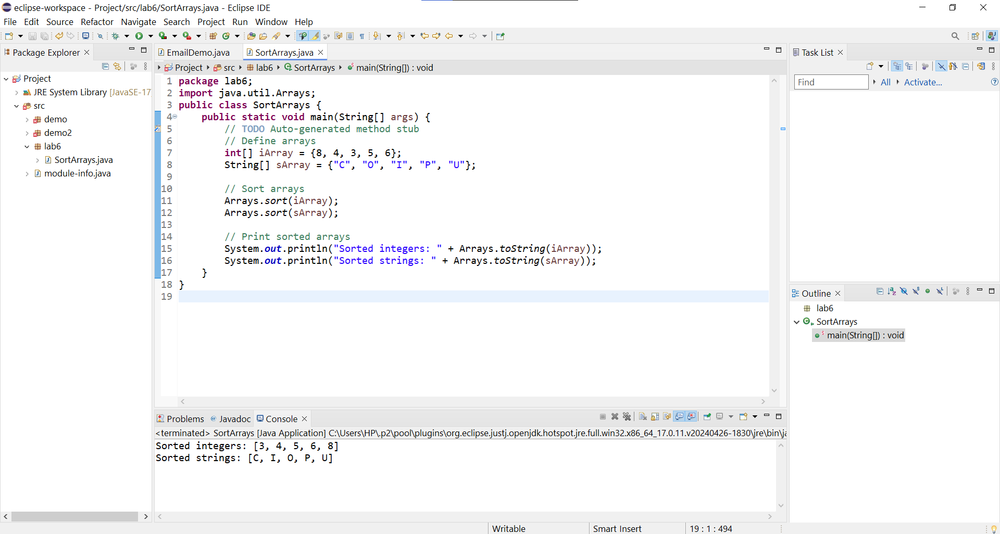 eclipse-workspace - Project/src/lab6/SortArrays.java - Eclipse IDE
File Edit Source Refactor Navigate Search Project Run Window Help
Package Explorer
Project
JRE System Library [JavaSE-17
src
demo
demo2
lab6
SortArrays.java
module-info.java
EmailDemo.java SortArrays.java
Project src lab6 SortArrays main(String[]) : void
1 package lab6;
2 import java.util.Arrays;
3 public class SortArrays {
4 public static void main(String[] args) {
5 // TODO Auto-generated method stub
6 // Define arrays
7 int[] iArray = {8, 4, 3, 5, 6};
8 String[] sArray = {"C", "O", "I", "P", "U"};
9
10 // Sort arrays
11 Arrays.sort(iArray);
12 Arrays.sort(sArray);
13
14 // Print sorted arrays
15 System.out.println("Sorted integers: " + Arrays.toString(iArray));
16 System.out.println("Sorted strings: " + Arrays.toString(sArray));
17 }
18 }
19
Problems @ Javadoc Console
<terminated> SortArrays [Java Application] C:\Users\HP\.p2\pool\plugins\org.eclipse.justj.openjdk.hotspot.jre.full.win32.x86_64_17.0.11.v20240426-1830\jre\bin\ja
Sorted integers: [3, 4, 5, 6, 8]
Sorted strings: [C, I, O, P, U]
Task List
Find All Activate...
Outline
lab6
SortArrays
main(String[]) : void
Writable Smart Insert 19 : 1 : 494